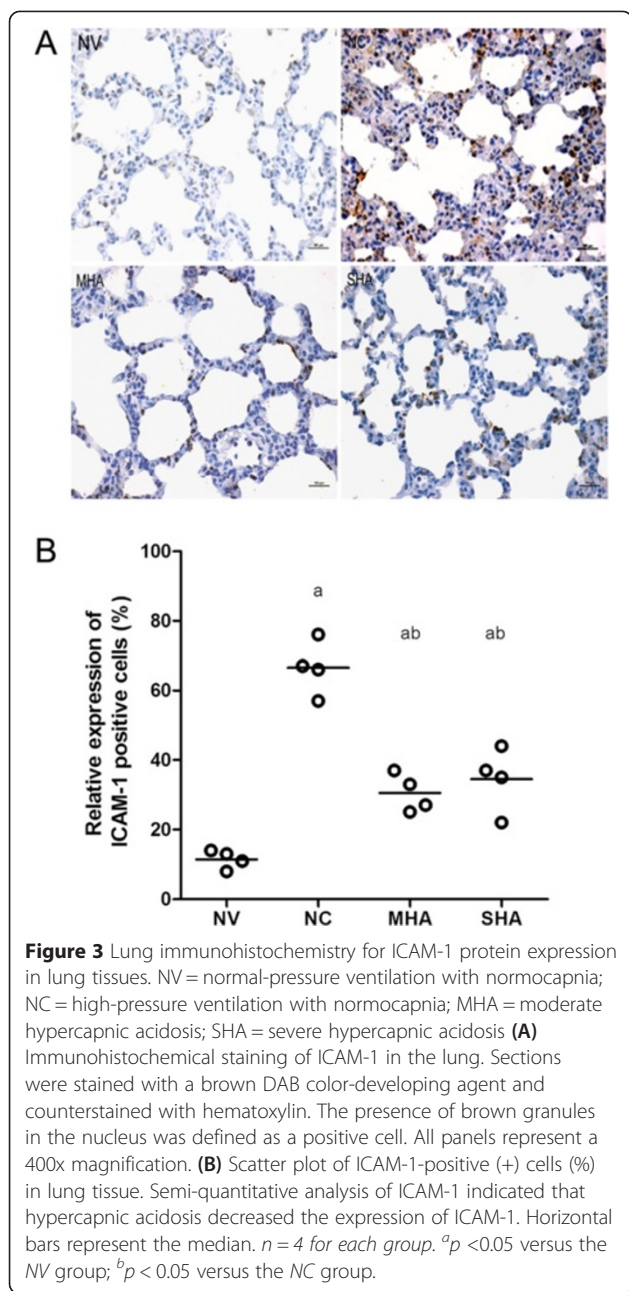 A
NV
NC
MHA
SHA
B
Relative expression of
ICAM-1 positive cells (%)
100
80
60
40
20
0
a
ab
ab
NV NC MHA SHA
Figure 3 Lung immunohistochemistry for ICAM-1 protein expression
in lung tissues. NV = normal-pressure ventilation with normocapnia;
NC = high-pressure ventilation with normocapnia; MHA = moderate
hypercapnic acidosis; SHA = severe hypercapnic acidosis (A)
Immunohistochemical staining of ICAM-1 in the lung. Sections
were stained with a brown DAB color-developing agent and
counterstained with hematoxylin. The presence of brown granules
in the nucleus was defined as a positive cell. All panels represent a
400x magnification. (B) Scatter plot of ICAM-1-positive (+) cells (%)
in lung tissue. Semi-quantitative analysis of ICAM-1 indicated that
hypercapnic acidosis decreased the expression of ICAM-1. Horizontal
bars represent the median. n = 4 for each group. ap <0.05 versus the
NV group; bp < 0.05 versus the NC group.